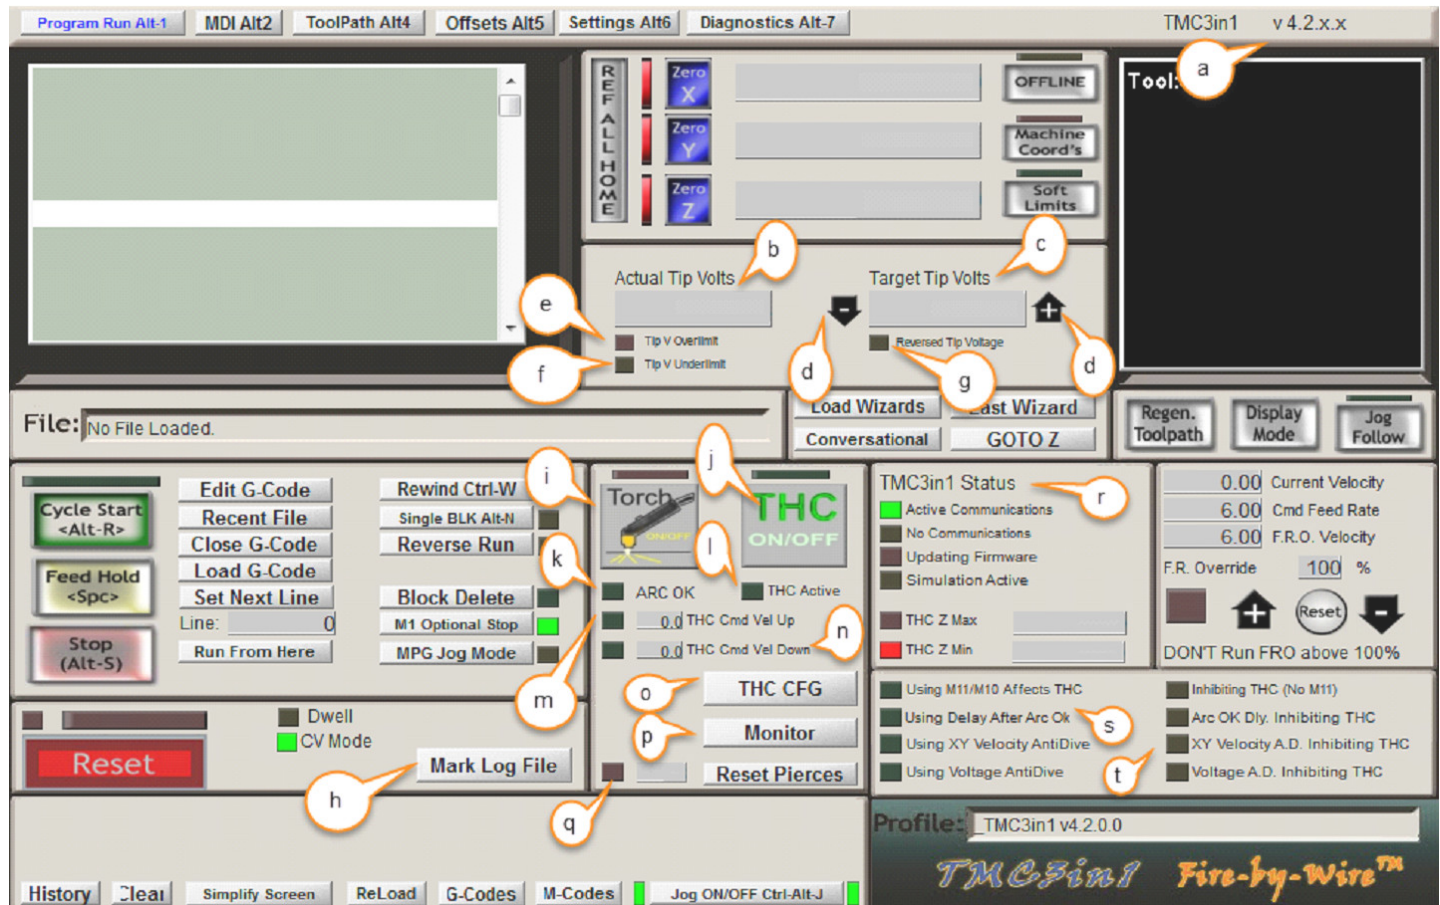 Program Run Alt-1 MDI Alt2 ToolPath Alt4 Offsets Alt5 Settings Alt6 Diagnostics Alt-7 TMC3in1 v 4.2.x.x
a
REF ALL HOME
Zero X
OFFLINE
Tool:
Zero Y
Machine Coord's
Zero Z
Soft Limits
b
c
Actual Tip Volts
Target Tip Volts
e
-
+
Tip V Overlimit
Reversed Tip Voltage
Tip V Underlimit
f
d
g
d
File: No File Loaded.
Load Wizards Last Wizard
Conversational GOTO Z
Regen. Toolpath
Display Mode
Jog Follow
Cycle Start
<Alt-R>
Feed Hold
<Spc>
Stop
(Alt-S)
Edit G-Code
Recent File
Close G-Code
Load G-Code
Set Next Line
Line: 0
Run From Here
Rewind Ctrl-W
Single BLK Alt-N
Reverse Run
Block Delete
M1 Optional Stop
MPG Jog Mode
i
j
Torch
ON/OFF
THC
ON/OFF
k
l
ARC OK
THC Active
0.0 THC Cmd Vel Up
0.0 THC Cmd Vel Down
m
n
o
THC CFG
p
Monitor
Reset Pierces
q
TMC3in1 Status
r
Active Communications
No Communications
Updating Firmware
Simulation Active
THC Z Max
THC Z Min
0.00 Current Velocity
6.00 Cmd Feed Rate
6.00 F.R.O. Velocity
F.R. Override 100 %
+
Reset
-
DON'T Run FRO above 100%
Reset
Dwell
CV Mode
Mark Log File
h
Using M11/M10 Affects THC
Using Delay After Arc Ok
Using XY Velocity AntiDive
Using Voltage AntiDive
s
t
Inhibiting THC (No M11)
Arc OK Dly. Inhibiting THC
XY Velocity A.D. Inhibiting THC
Voltage A.D. Inhibiting THC
Profile: _TMC3in1 v4.2.0.0
TMC3in1 Fire-by-Wire™
History Clear Simplify Screen ReLoad G-Codes M-Codes Jog ON/OFF Ctrl-Alt-J